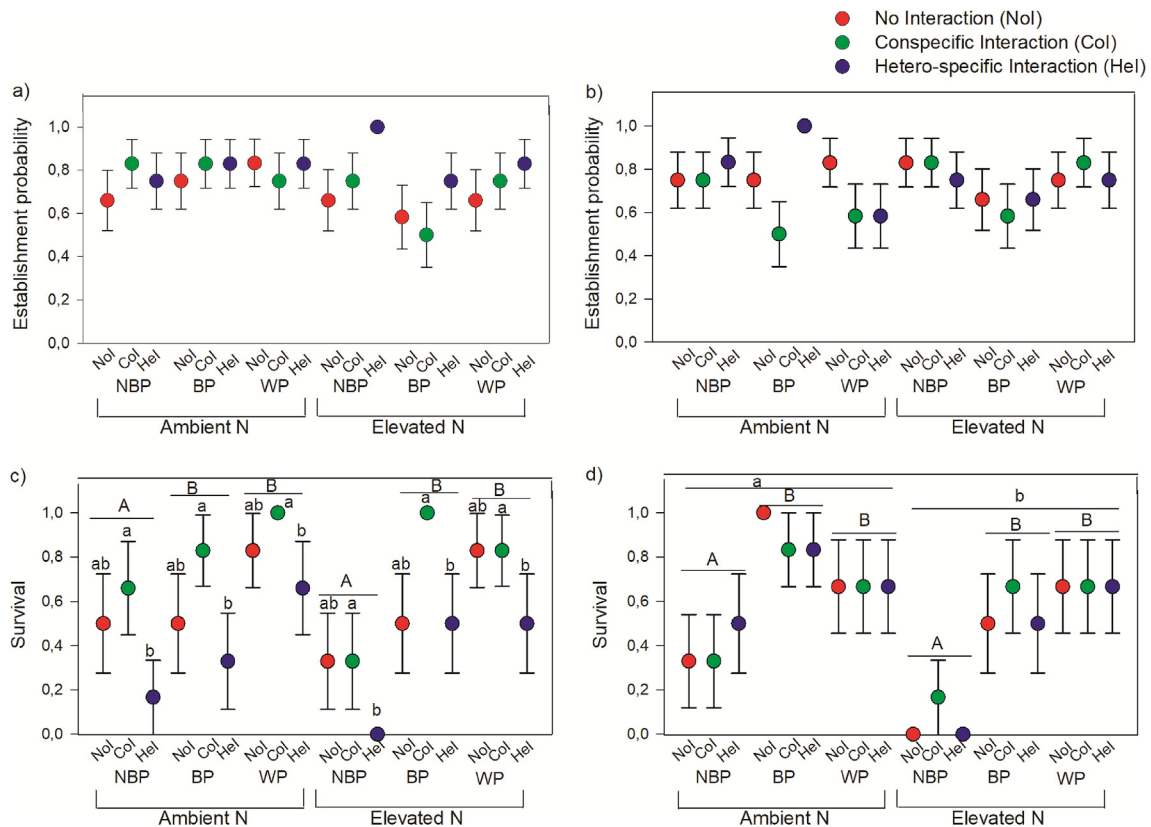 No Interaction (NoI)
Conspecific Interaction (CoI)
Hetero-specific Interaction (HeI)
a)
Establishment probability
1,0
0,8
0,6
0,4
0,2
0,0
NoI CoI HeI NoI CoI HeI NoI CoI HeI NoI CoI HeI NoI CoI HeI NoI CoI HeI
NBP BP WP NBP BP WP
Ambient N Elevated N
b)
Establishment probability
1,0
0,8
0,6
0,4
0,2
0,0
NoI CoI HeI NoI CoI HeI NoI CoI HeI NoI CoI HeI NoI CoI HeI NoI CoI HeI
NBP BP WP NBP BP WP
Ambient N Elevated N
c)
Survival
1,0
0,8
0,6
0,4
0,2
0,0
A B B A B B
ab a b ab a b ab a b ab a b ab a b ab a b
NoI CoI HeI NoI CoI HeI NoI CoI HeI NoI CoI HeI NoI CoI HeI NoI CoI HeI
NBP BP WP NBP BP WP
Ambient N Elevated N
d)
Survival
1,0
0,8
0,6
0,4
0,2
0,0
a b
A B B A B B
NoI CoI HeI NoI CoI HeI NoI CoI HeI NoI CoI HeI NoI CoI HeI NoI CoI HeI
NBP BP WP NBP BP WP
Ambient N Elevated N